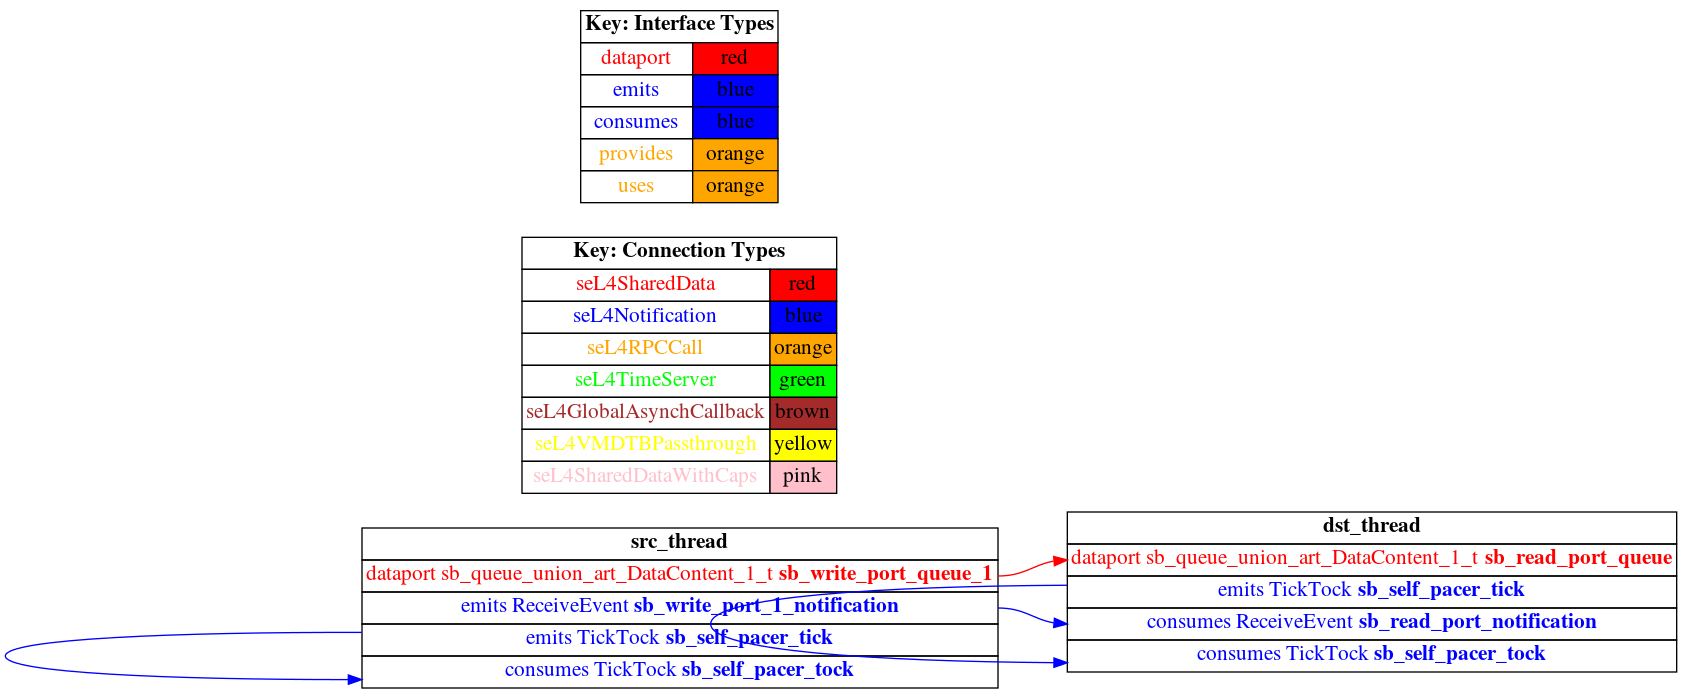 Key: Interface Types
dataport red
emits blue
consumes blue
provides orange
uses orange
Key: Connection Types
seL4SharedData red
seL4Notification blue
seL4RPCCall orange
seL4TimeServer green
seL4GlobalAsynchCallback brown
seL4VMDTBPassthrough yellow
seL4SharedDataWithCaps pink
src_thread
dataport sb_queue_union_art_DataContent_1_t sb_write_port_queue_1
emits ReceiveEvent sb_write_port_1_notification
emits TickTock sb_self_pacer_tick
consumes TickTock sb_self_pacer_tock
dst_thread
dataport sb_queue_union_art_DataContent_1_t sb_read_port_queue
emits TickTock sb_self_pacer_tick
consumes ReceiveEvent sb_read_port_notification
consumes TickTock sb_self_pacer_tock